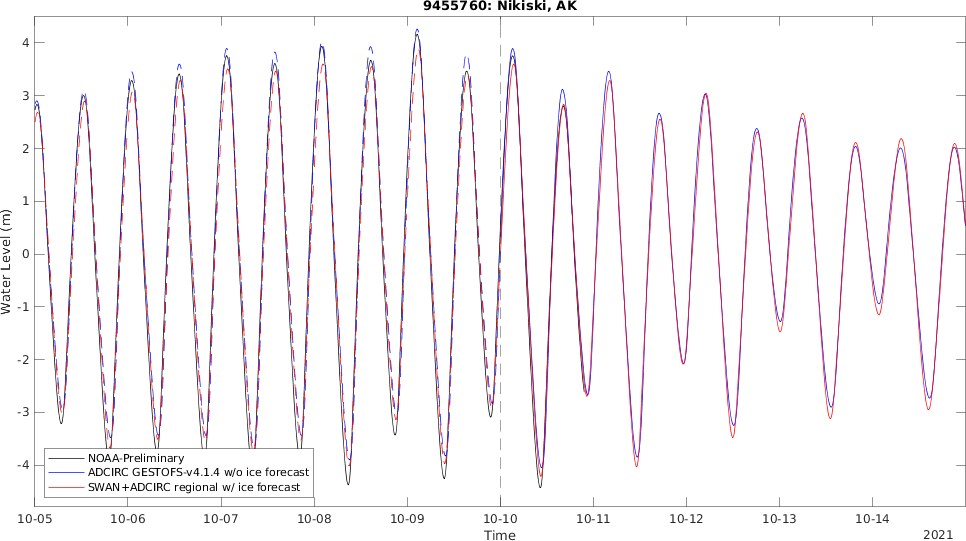 9455760: Nikiski, AK
Water Level (m)
4
3
2
1
0
-1
-2
-3
-4
NOAA-Preliminary
ADCIRC GESTOFS-v4.1.4 w/o ice forecast
SWAN+ADCIRC regional w/ ice forecast
10-05 10-06 10-07 10-08 10-09 10-10 10-11 10-12 10-13 10-14
Time
2021